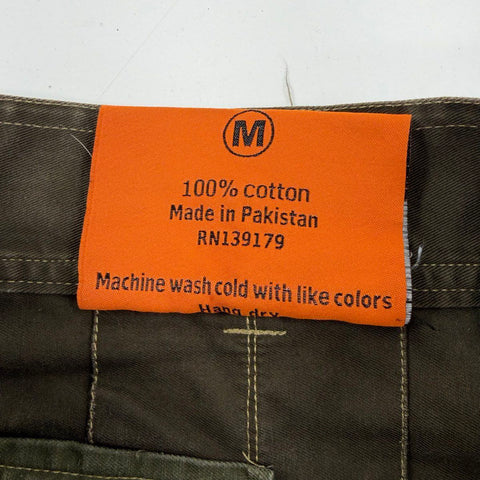 M
100% cotton
Made in Pakistan
RN139179
Machine wash cold with like colors
Hang dry